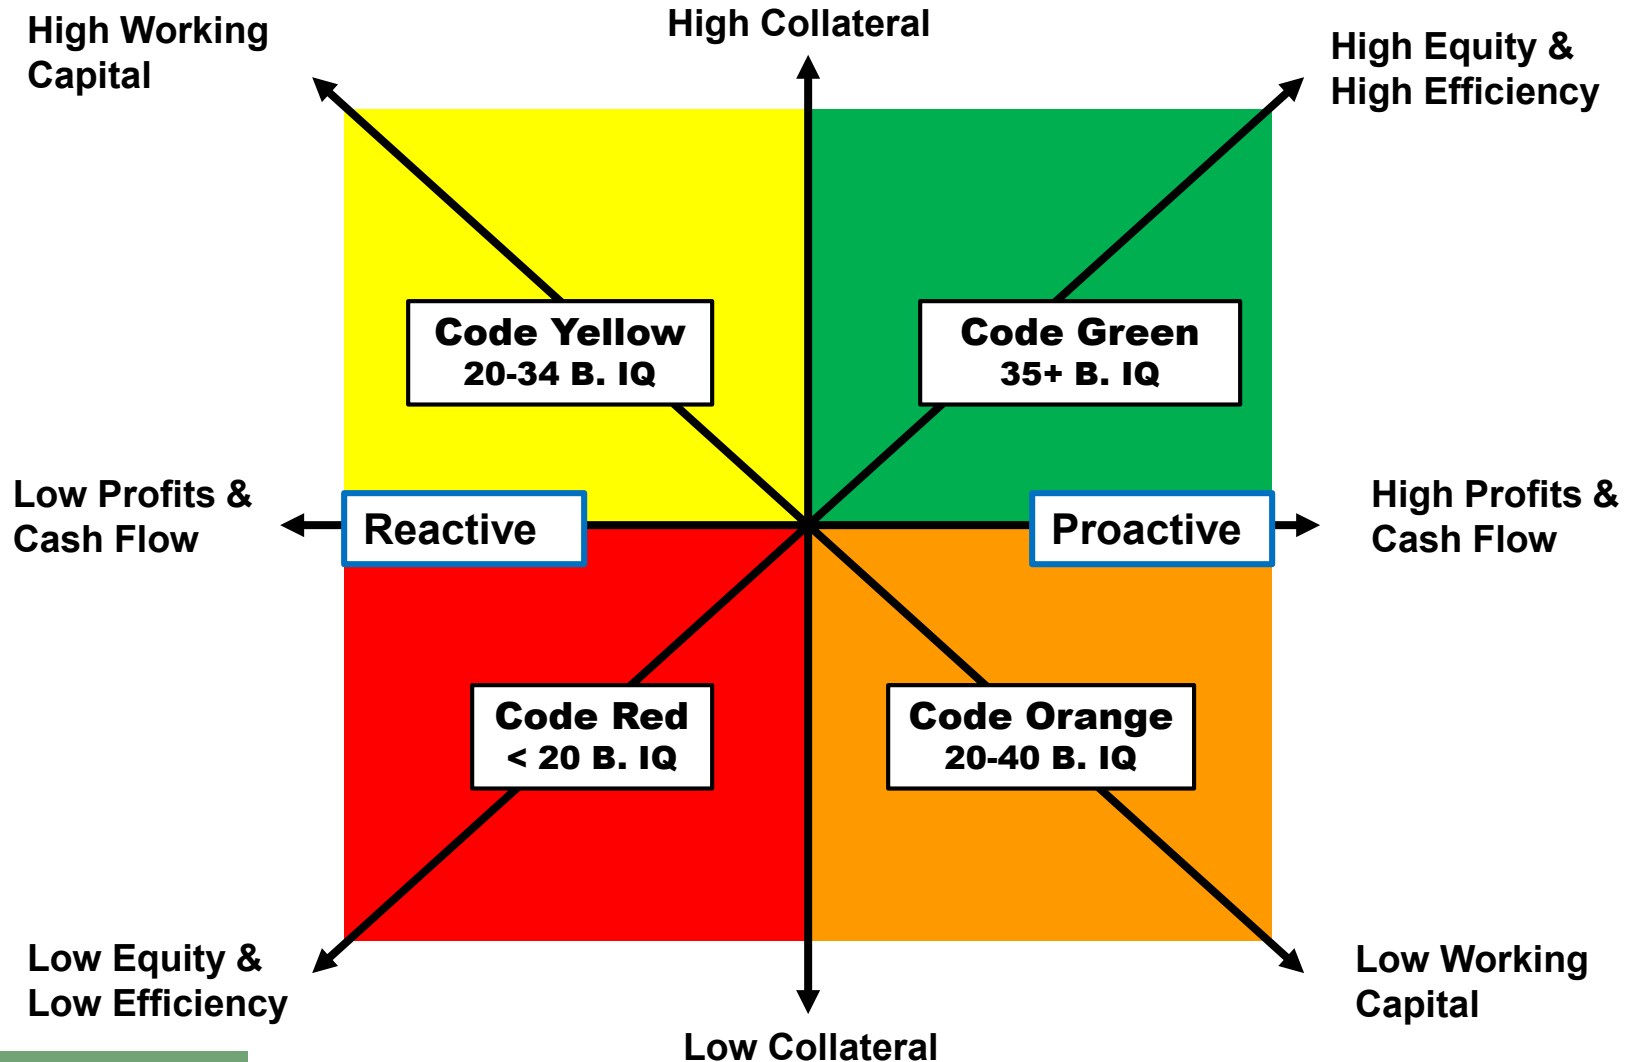 High Collateral
High Working
Capital
High Equity &
High Efficiency
Code Yellow
20-34 B. IQ
Code Green
35+ B. IQ
Low Profits &
Cash Flow
Reactive
Proactive
High Profits &
Cash Flow
Code Red
< 20 B. IQ
Code Orange
20-40 B. IQ
Low Equity &
Low Efficiency
Low Working
Capital
Low Collateral